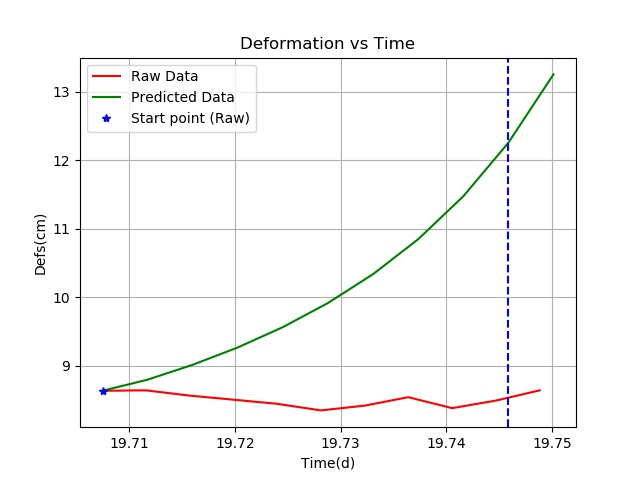 Deformation vs Time
Raw Data
Predicted Data
Start point (Raw)
13
12
11
10
9
Defs(cm)
19.71 19.72 19.73 19.74 19.75
Time(d)